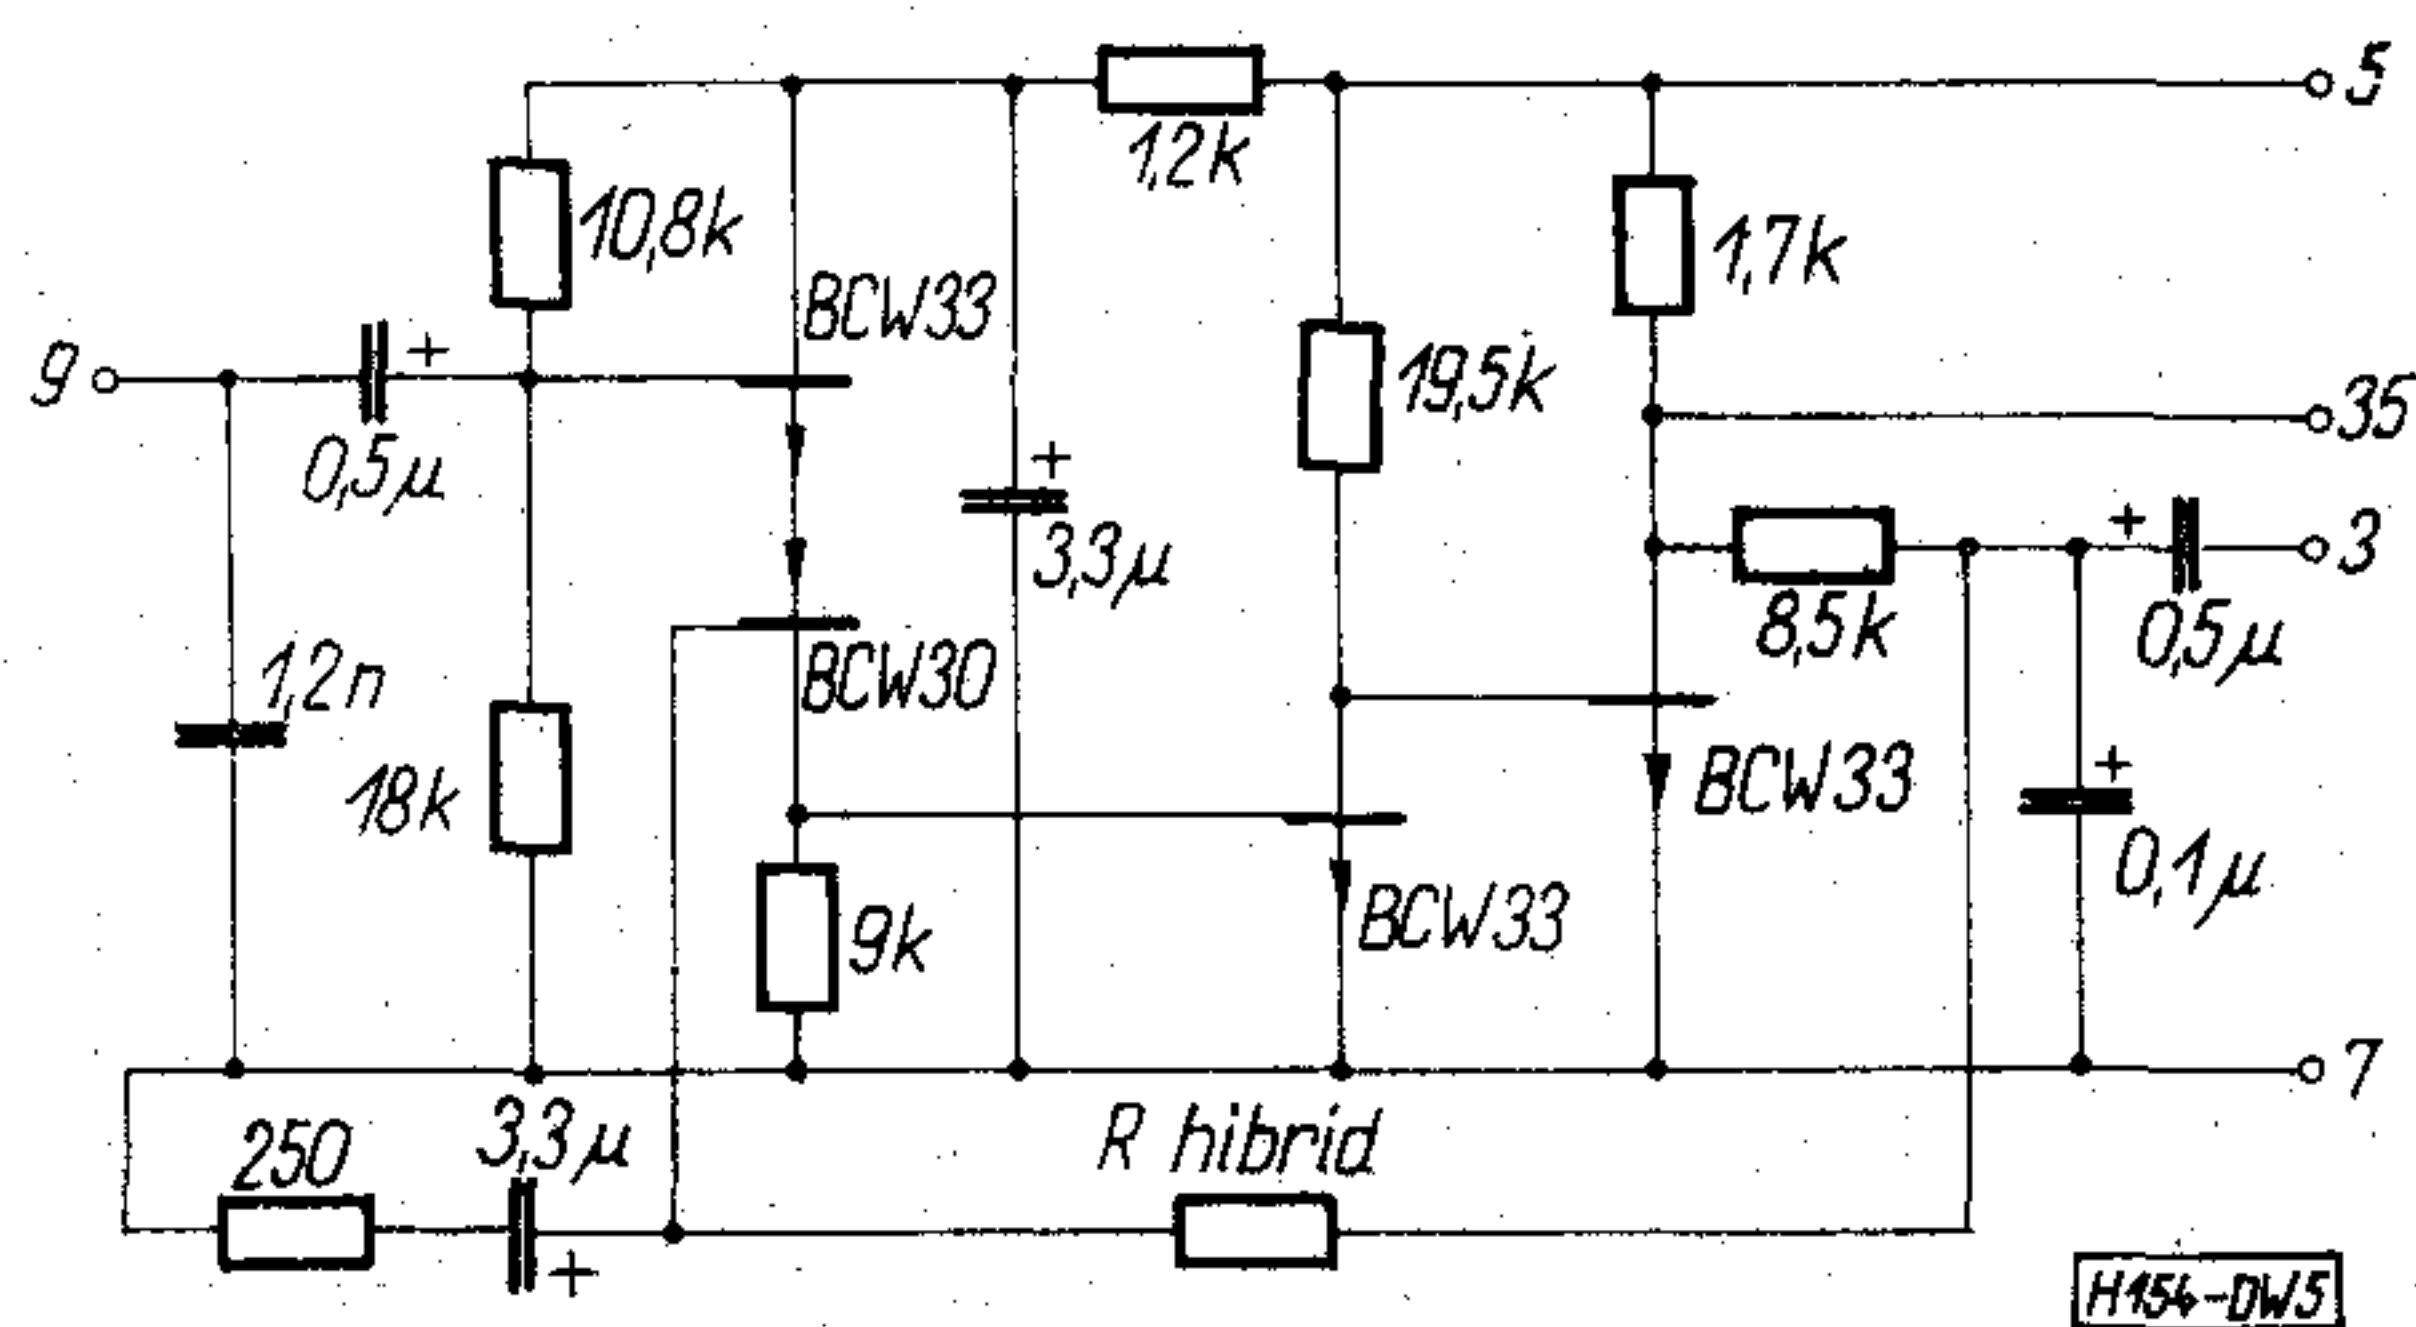 5
1,2k
10,8k
1,7k
BCW33
9
+
19,5k
35
0,5μ
+
3,3μ
+
3
8,5k
0,5μ
1,2n
BCW30
18k
BCW33
+
0,1μ
9k
BCW33
7
250
3,3μ
+
R hibrid
H154-DW5